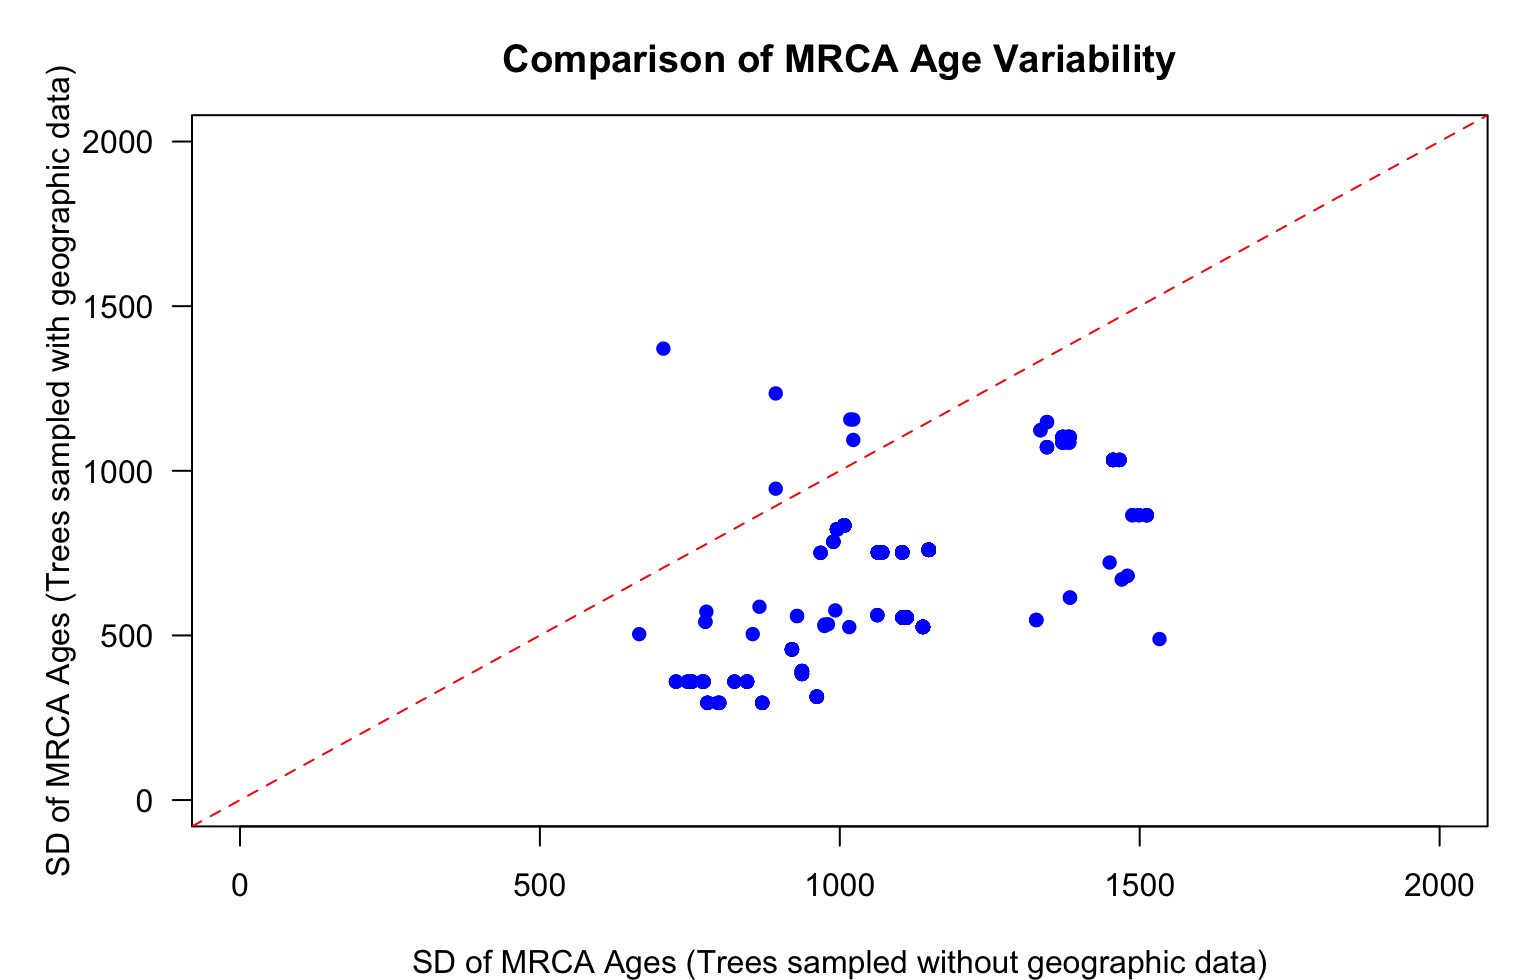 Comparison of MRCA Age Variability
SD of MRCA Ages (Trees sampled with geographic data)
2000
1500
1000
500
0
0 500 1000 1500 2000
SD of MRCA Ages (Trees sampled without geographic data)